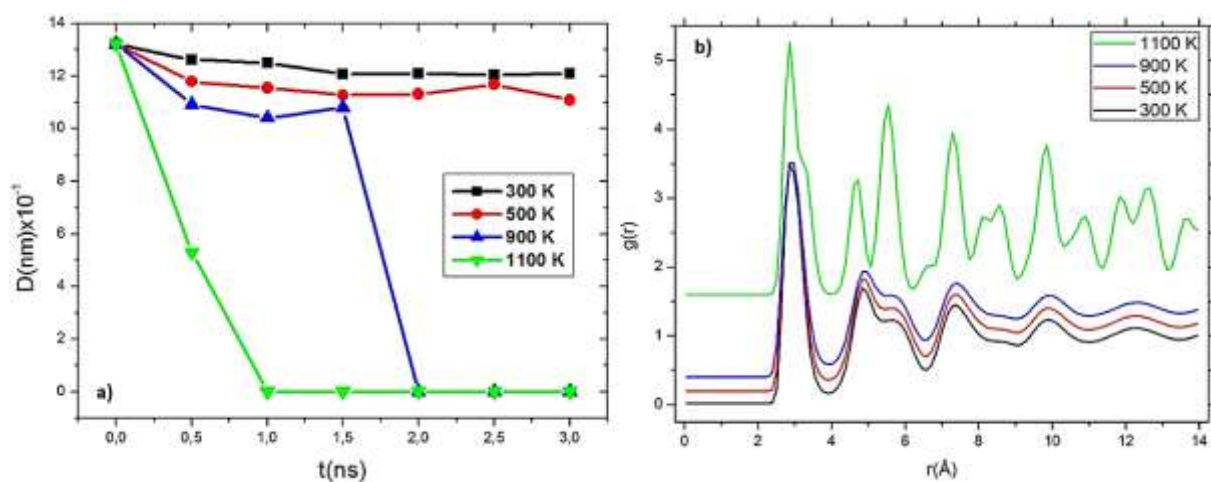 14
12
10
8
6
4
2
0
D(nm)x10⁻¹
300 K
500 K
900 K
1100 K
a)
0,0 0,5 1,0 1,5 2,0 2,5 3,0
t(ns)
b)
1100 K
900 K
500 K
300 K
5
4
3
2
1
0
g(r)
0 2 4 6 8 10 12 14
r(Å)